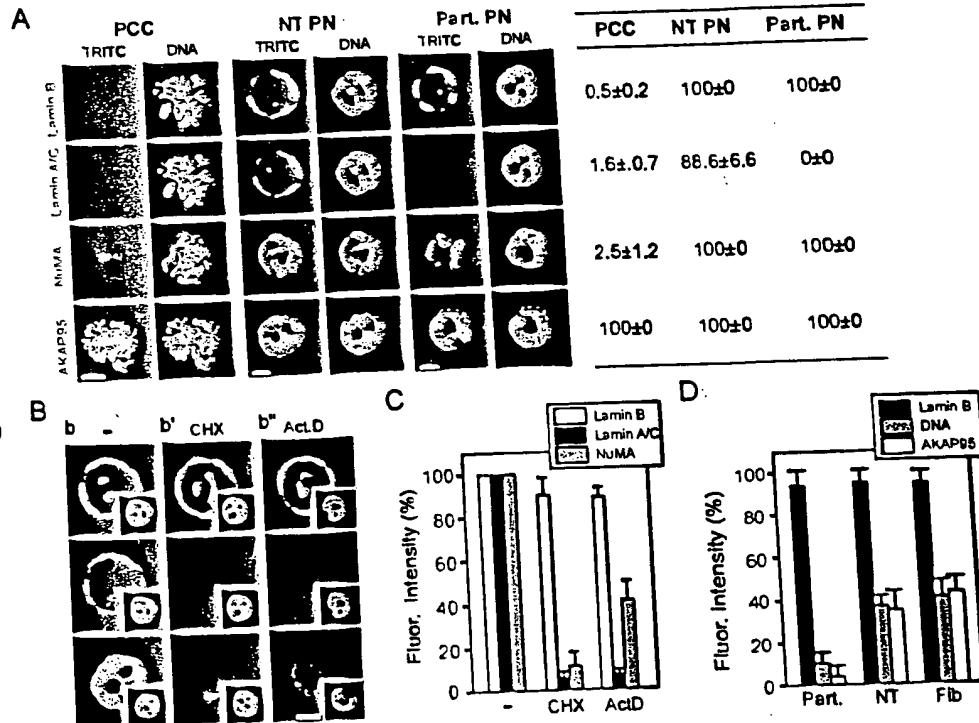 A
PCC NT PN Part. PN
TRITC DNA TRITC DNA TRITC DNA
PCC NT PN Part. PN
Lamin B
0.5±0.2 100±0 100±0
Lamin A/C
1.6±.0.7 88.6±6.6 0±0
NuMA
2.5±1.2 100±0 100±0
AKAP95
100±0 100±0 100±0
B
b - b' CHX b" ActD
C
Lamin B
Lamin A/C
NuMA
Fluor. Intensity (%)
100
80
60
40
20
0
- CHX ActD
D
Lamin B
DNA
AKAP95
Fluor. Intensity (%)
100
80
60
40
20
0
Part. NT Fib